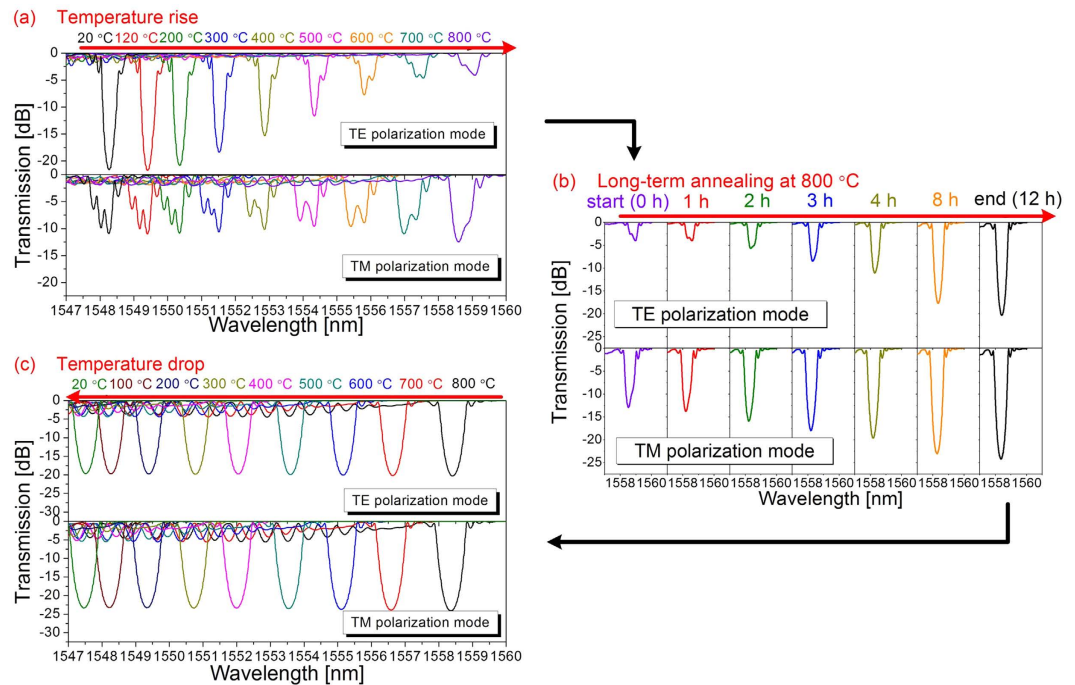 (a) Temperature rise
20 °C 120 °C 200 °C 300 °C 400 °C 500 °C 600 °C 700 °C 800 °C
0
-5
-10
-15
-20
TE polarization mode
0
-5
-10
-15
-20
TM polarization mode
Transmission [dB]
Transmission [dB]
1547 1548 1549 1550 1551 1552 1553 1554 1555 1556 1557 1558 1559 1560
Wavelength [nm]
(b) Long-term annealing at 800 °C
start (0 h) 1 h 2 h 3 h 4 h 8 h end (12 h)
0
-5
-10
-15
-20
-25
TE polarization mode
0
-5
-10
-15
-20
-25
TM polarization mode
Transmission [dB]
1558 1560 1558 1560 1558 1560 1558 1560 1558 1560 1558 1560 1558 1560
Wavelength [nm]
(c) Temperature drop
20 °C 100 °C 200 °C 300 °C 400 °C 500 °C 600 °C 700 °C 800 °C
0
-5
-10
-15
-20
-25
-30
TE polarization mode
0
-5
-10
-15
-20
-25
-30
TM polarization mode
Transmission [dB]
Transmission [dB]
1547 1548 1549 1550 1551 1552 1553 1554 1555 1556 1557 1558 1559 1560
Wavelength [nm]